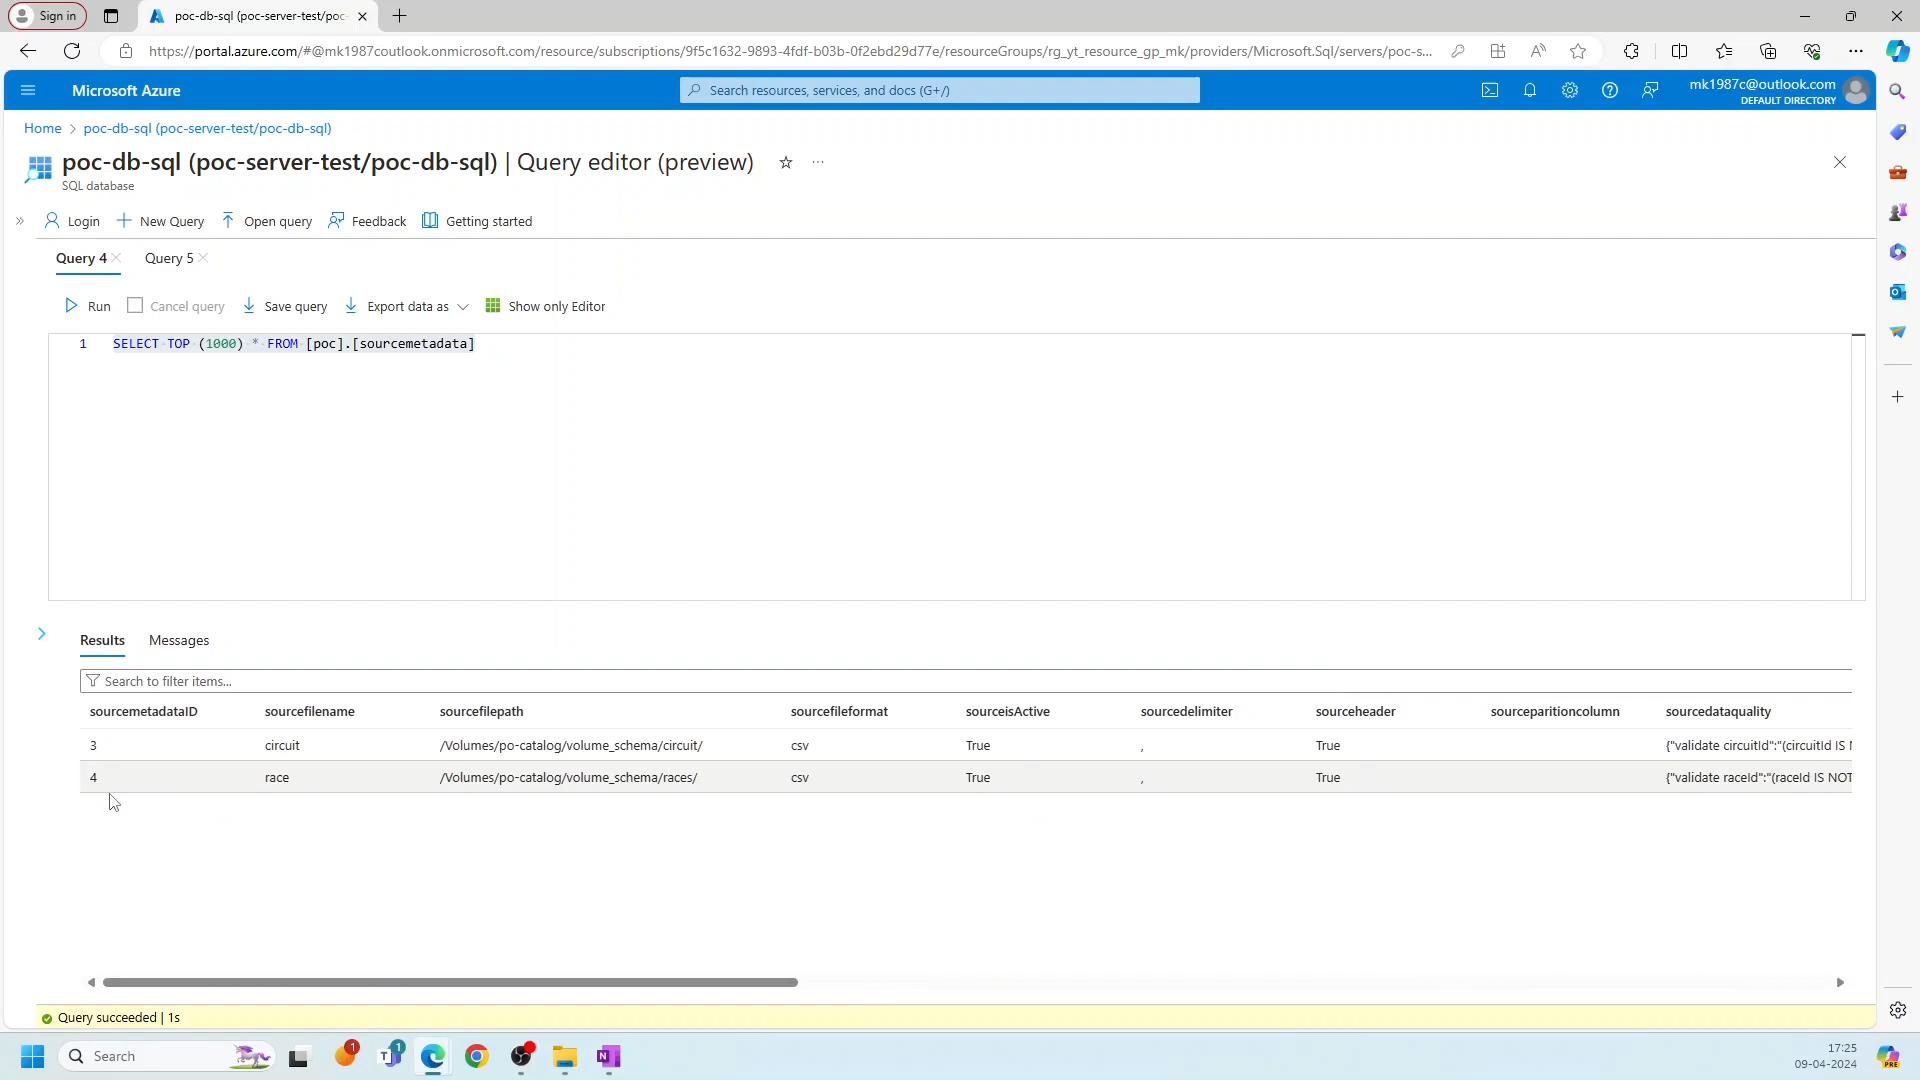 Sign in
poc-db-sql (poc-server-test/poc-
https://portal.azure.com/#@mk1987coutlook.onmicrosoft.com/resource/subscriptions/9f5c1632-9893-4fdf-b03b-0f2ebd29d77e/resourceGroups/rg_yt_resource_gp_mk/providers/Microsoft.Sql/servers/poc-s...
Microsoft Azure
Search resources, services, and docs (G+/)
mk1987c@outlook.com
DEFAULT DIRECTORY
Home > poc-db-sql (poc-server-test/poc-db-sql)
poc-db-sql (poc-server-test/poc-db-sql) | Query editor (preview)
SQL database
Login New Query Open query Feedback Getting started
Query 4 Query 5
Run Cancel query Save query Export data as Show only Editor
1 SELECT TOP (1000) * FROM [poc].[sourcemetadata]
Results Messages
Search to filter items...
sourcemetadataID sourcefilename sourcefilepath sourcefileformat sourceisActive sourcedelimiter sourceheader sourceparitioncolumn sourcedataquality
3 circuit /Volumes/po-catalog/volume_schema/circuit/ csv True , True {"validate circuitId":"(circuitId IS N
4 race /Volumes/po-catalog/volume_schema/races/ csv True , True {"validate raceId":"(raceId IS NOT
Query succeeded | 1s
Search
1
1
17:25
09-04-2024
PRE